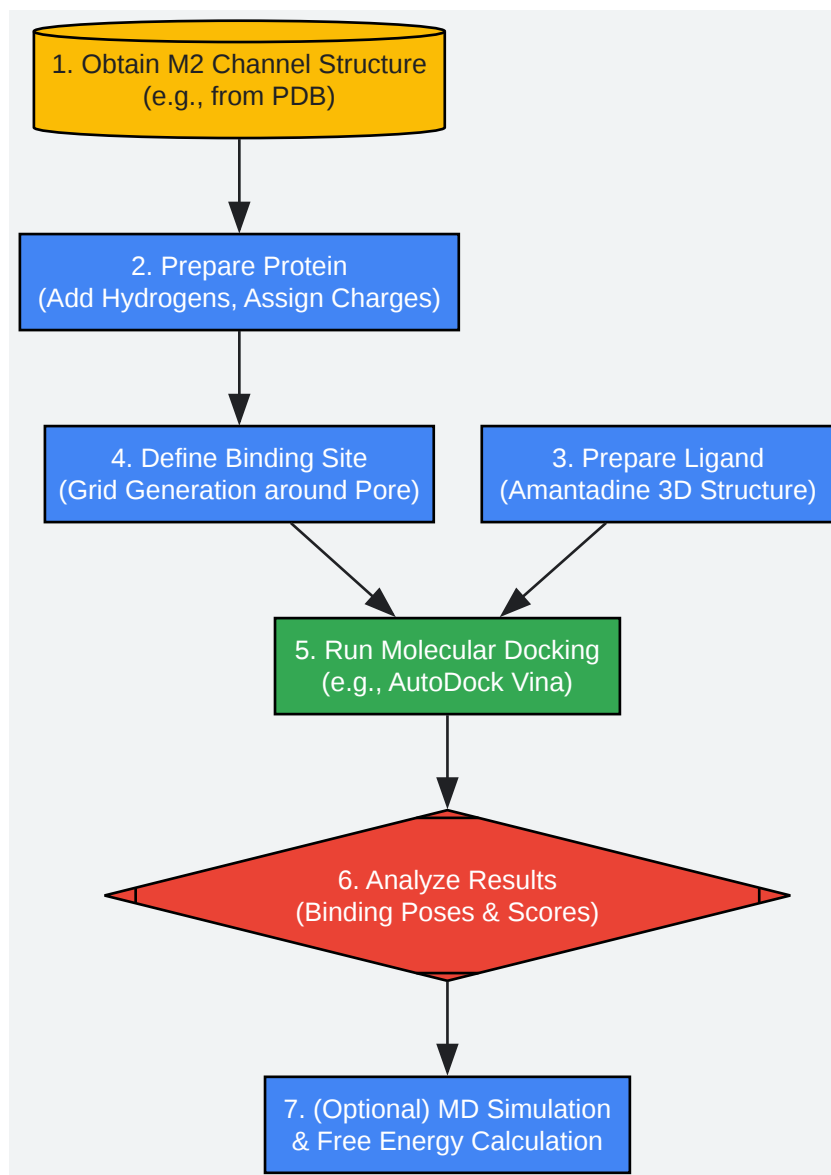 1. Obtain M2 Channel Structure
(e.g., from PDB)
2. Prepare Protein
(Add Hydrogens, Assign Charges)
4. Define Binding Site
(Grid Generation around Pore)
3. Prepare Ligand
(Amantadine 3D Structure)
5. Run Molecular Docking
(e.g., AutoDock Vina)
6. Analyze Results
(Binding Poses & Scores)
7. (Optional) MD Simulation
& Free Energy Calculation